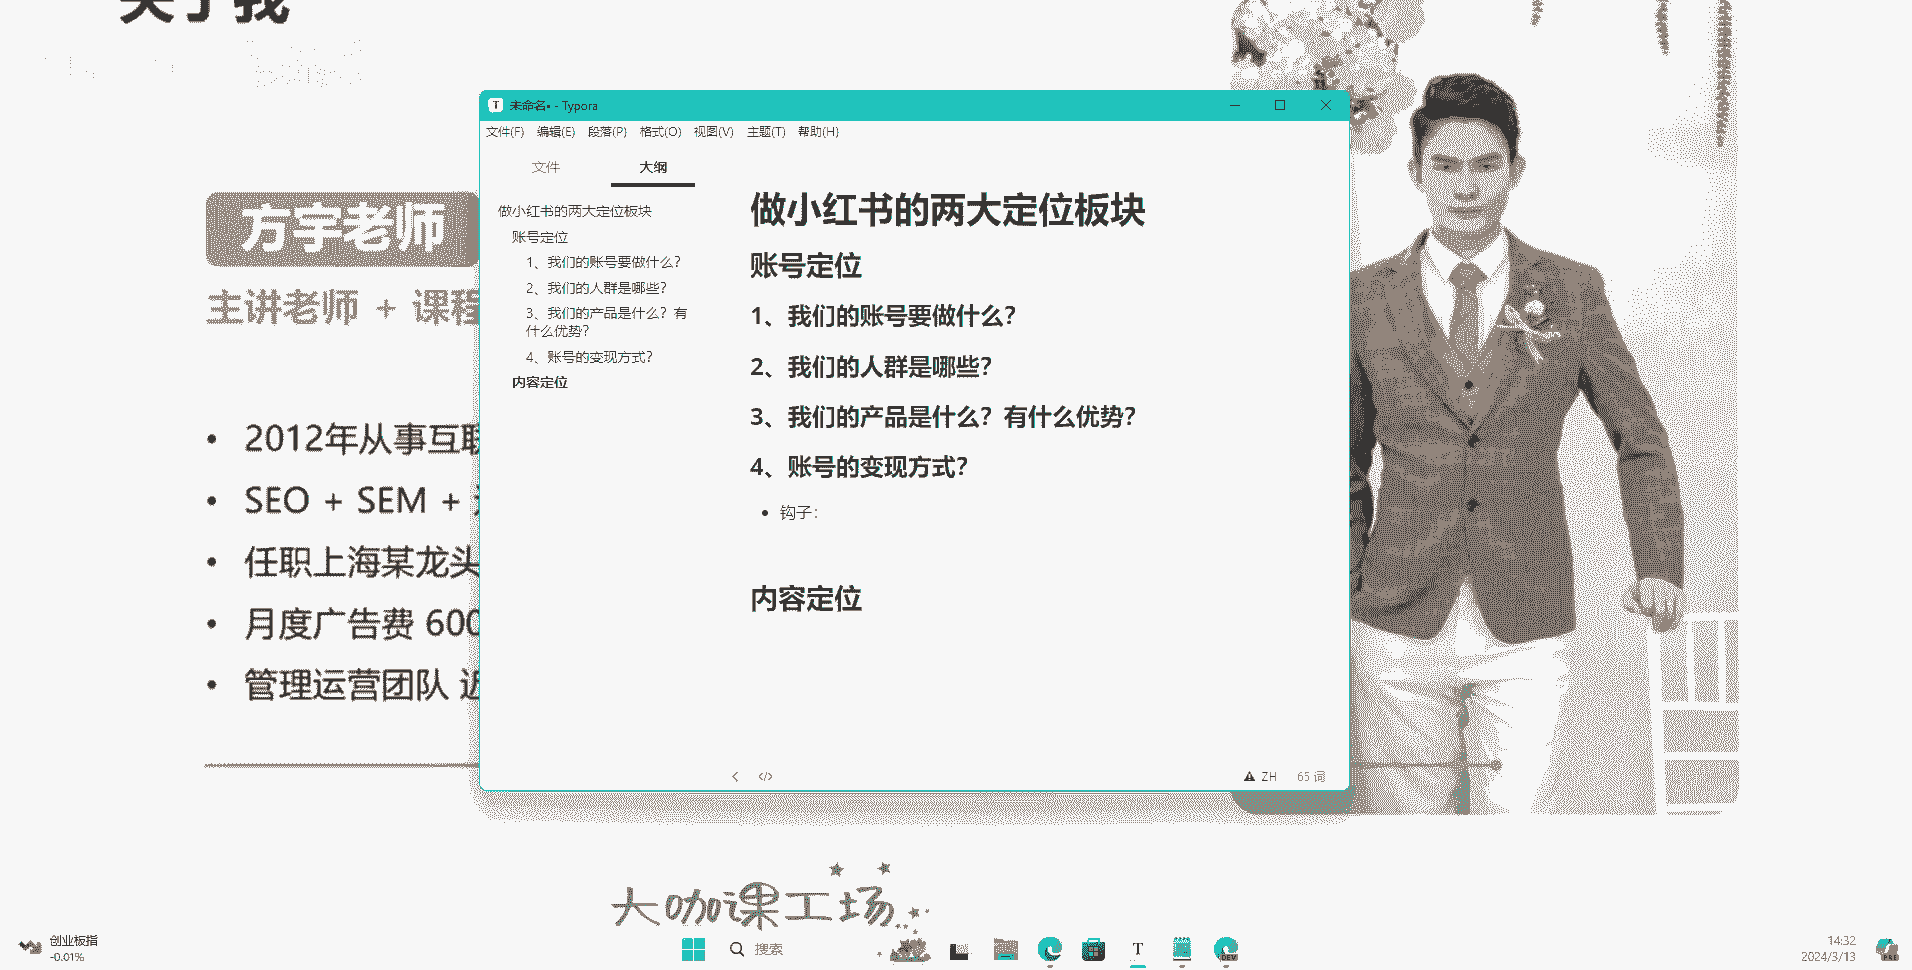 关于我
方宇老师
主讲老师 + 课程
2012年从事互联
SEO + SEM +
任职上海某龙头
月度广告费 600
管理运营团队 近
未命名• - Typora
文件(F) 编辑(E) 段落(P) 格式(O) 视图(V) 主题(T) 帮助(H)
文件 大纲
做小红书的两大定位板块
账号定位
1、我们的账号要做什么?
2、我们的人群是哪些?
3、我们的产品是什么? 有
什么优势?
4、账号的变现方式?
内容定位
做小红书的两大定位板块
账号定位
1、我们的账号要做什么?
2、我们的人群是哪些?
3、我们的产品是什么? 有什么优势?
4、账号的变现方式?
钩子:
内容定位
</> ZH 65 词
大咖课工场
创业板指
-0.01%
搜索
T
DEV
14:32
2024/3/13
PRE